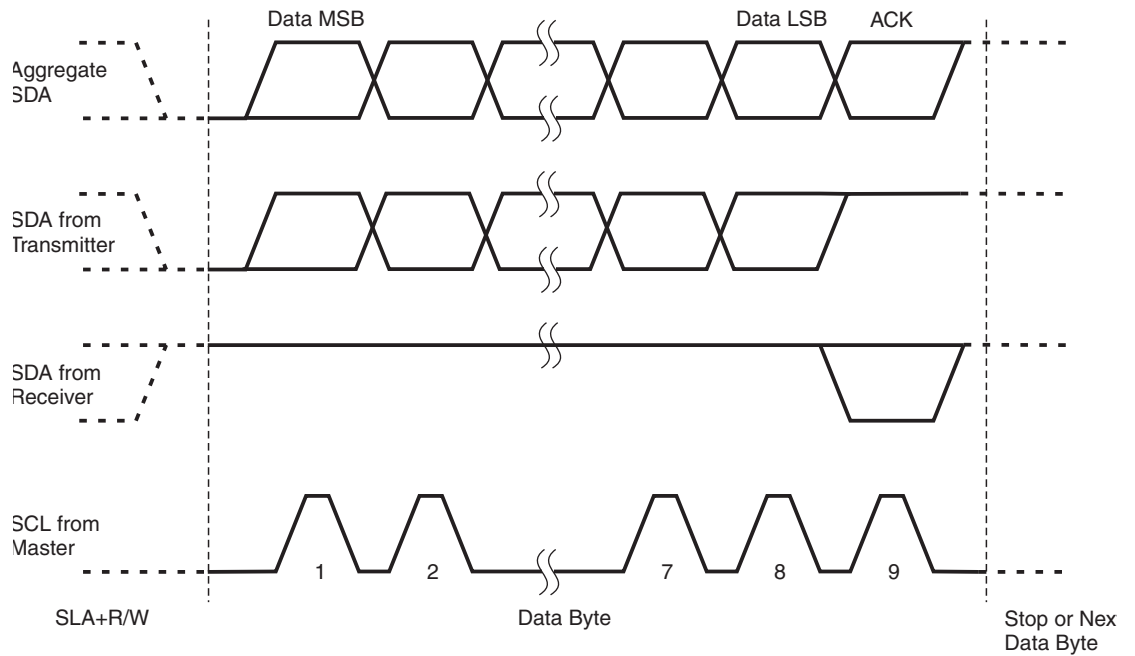 Data MSB
Data LSB
ACK
Aggregate
SDA
SDA from
Transmitter
SDA from
Receiver
SCL from
Master
1
2
7
8
9
SLA+R/W
Data Byte
Stop or Nex
Data Byte